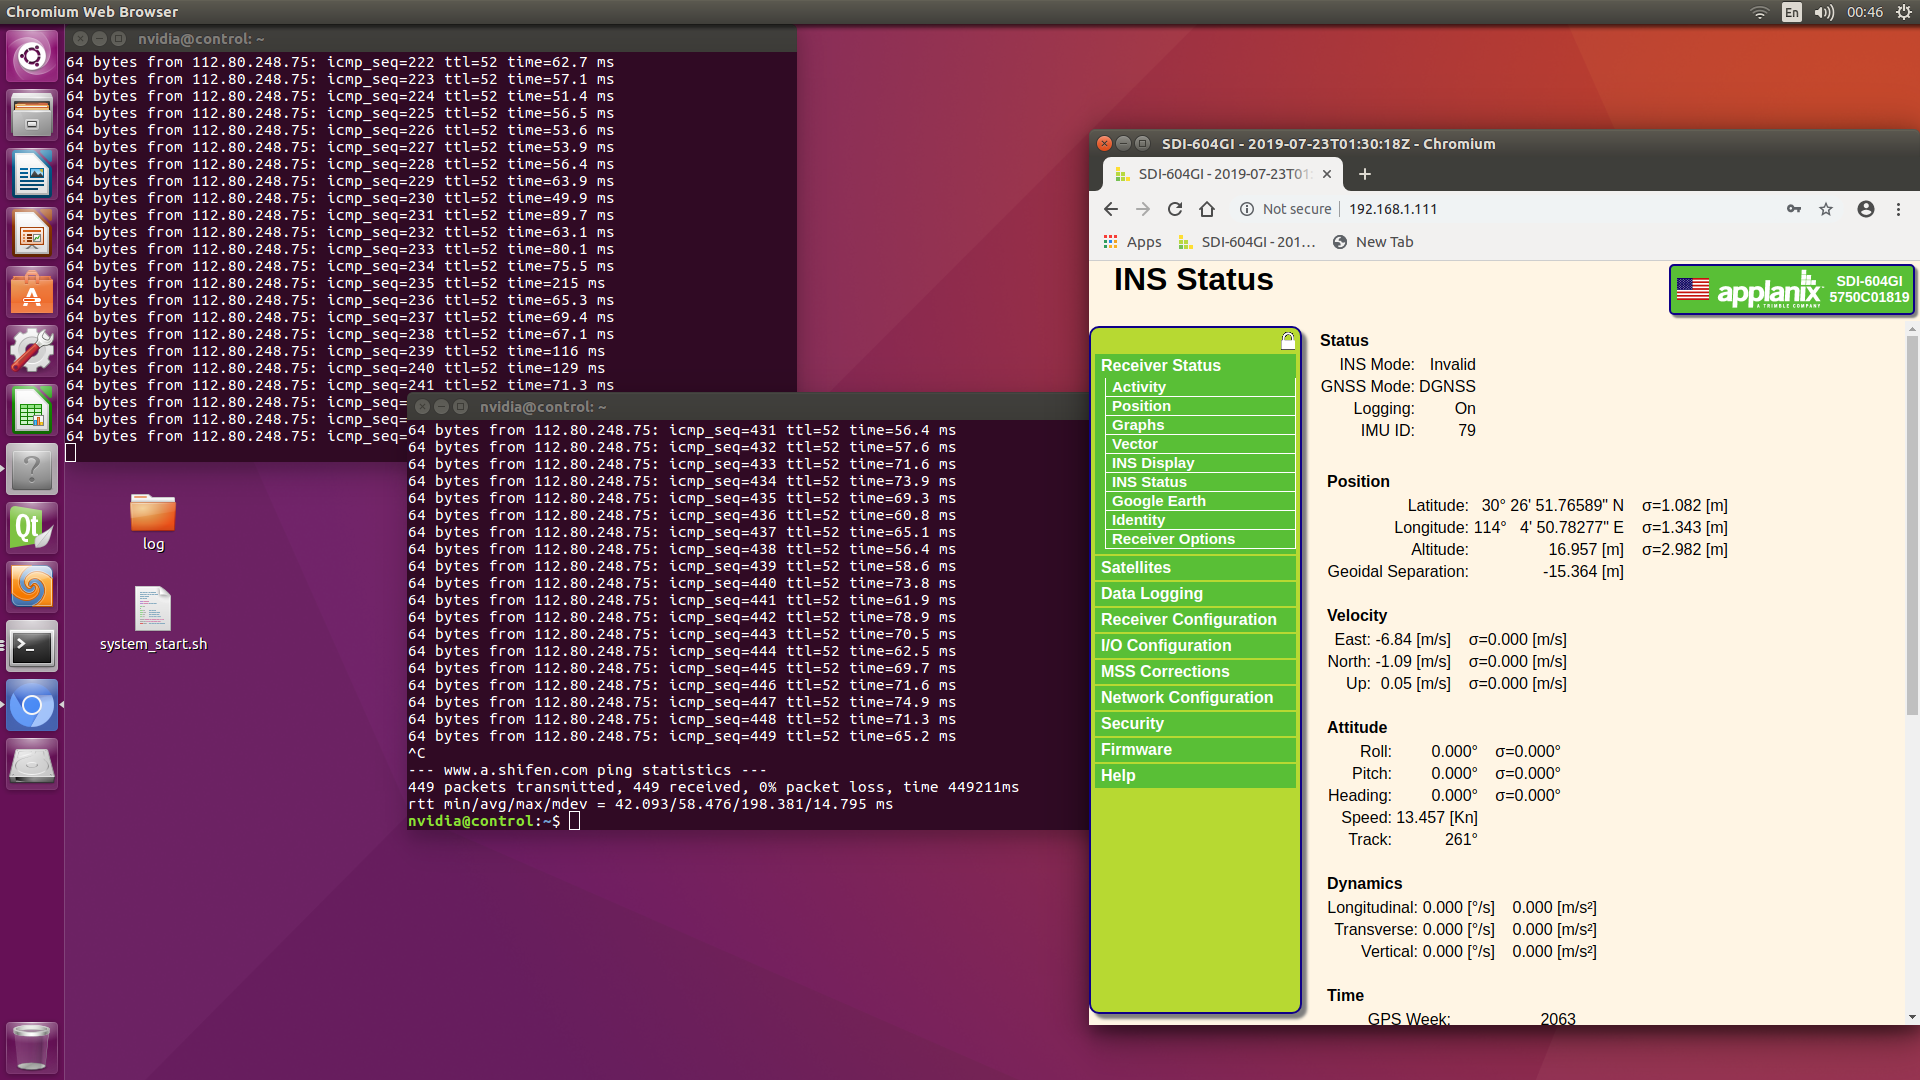 Chromium Web Browser
En
00:46
nvidia@control: ~
64 bytes from 112.80.248.75: icmp_seq=222 ttl=52 time=62.7 ms
64 bytes from 112.80.248.75: icmp_seq=223 ttl=52 time=57.1 ms
64 bytes from 112.80.248.75: icmp_seq=224 ttl=52 time=51.4 ms
64 bytes from 112.80.248.75: icmp_seq=225 ttl=52 time=56.5 ms
64 bytes from 112.80.248.75: icmp_seq=226 ttl=52 time=53.6 ms
64 bytes from 112.80.248.75: icmp_seq=227 ttl=52 time=53.9 ms
64 bytes from 112.80.248.75: icmp_seq=228 ttl=52 time=56.4 ms
64 bytes from 112.80.248.75: icmp_seq=229 ttl=52 time=63.9 ms
64 bytes from 112.80.248.75: icmp_seq=230 ttl=52 time=49.9 ms
64 bytes from 112.80.248.75: icmp_seq=231 ttl=52 time=89.7 ms
64 bytes from 112.80.248.75: icmp_seq=232 ttl=52 time=63.1 ms
64 bytes from 112.80.248.75: icmp_seq=233 ttl=52 time=80.1 ms
64 bytes from 112.80.248.75: icmp_seq=234 ttl=52 time=75.5 ms
64 bytes from 112.80.248.75: icmp_seq=235 ttl=52 time=215 ms
64 bytes from 112.80.248.75: icmp_seq=236 ttl=52 time=65.3 ms
64 bytes from 112.80.248.75: icmp_seq=237 ttl=52 time=69.4 ms
64 bytes from 112.80.248.75: icmp_seq=238 ttl=52 time=67.1 ms
64 bytes from 112.80.248.75: icmp_seq=239 ttl=52 time=116 ms
64 bytes from 112.80.248.75: icmp_seq=240 ttl=52 time=129 ms
64 bytes from 112.80.248.75: icmp_seq=241 ttl=52 time=71.3 ms
64 bytes from 112.80.248.75: icmp_seq=
64 bytes from 112.80.248.75: icmp_seq=
64 bytes from 112.80.248.75: icmp_seq=
log
system_start.sh
nvidia@control: ~
64 bytes from 112.80.248.75: icmp_seq=431 ttl=52 time=56.4 ms
64 bytes from 112.80.248.75: icmp_seq=432 ttl=52 time=57.6 ms
64 bytes from 112.80.248.75: icmp_seq=433 ttl=52 time=71.6 ms
64 bytes from 112.80.248.75: icmp_seq=434 ttl=52 time=73.9 ms
64 bytes from 112.80.248.75: icmp_seq=435 ttl=52 time=69.3 ms
64 bytes from 112.80.248.75: icmp_seq=436 ttl=52 time=60.8 ms
64 bytes from 112.80.248.75: icmp_seq=437 ttl=52 time=65.1 ms
64 bytes from 112.80.248.75: icmp_seq=438 ttl=52 time=56.4 ms
64 bytes from 112.80.248.75: icmp_seq=439 ttl=52 time=58.6 ms
64 bytes from 112.80.248.75: icmp_seq=440 ttl=52 time=73.8 ms
64 bytes from 112.80.248.75: icmp_seq=441 ttl=52 time=61.9 ms
64 bytes from 112.80.248.75: icmp_seq=442 ttl=52 time=78.9 ms
64 bytes from 112.80.248.75: icmp_seq=443 ttl=52 time=70.5 ms
64 bytes from 112.80.248.75: icmp_seq=444 ttl=52 time=62.5 ms
64 bytes from 112.80.248.75: icmp_seq=445 ttl=52 time=69.7 ms
64 bytes from 112.80.248.75: icmp_seq=446 ttl=52 time=71.6 ms
64 bytes from 112.80.248.75: icmp_seq=447 ttl=52 time=74.9 ms
64 bytes from 112.80.248.75: icmp_seq=448 ttl=52 time=71.3 ms
64 bytes from 112.80.248.75: icmp_seq=449 ttl=52 time=65.2 ms
^C
--- www.a.shifen.com ping statistics ---
449 packets transmitted, 449 received, 0% packet loss, time 449211ms
rtt min/avg/max/mdev = 42.093/58.476/198.381/14.795 ms
nvidia@control:~$
SDI-604GI - 2019-07-23T01:30:18Z - Chromium
SDI-604GI - 2019-07-23T01:
Not secure 192.168.1.111
Apps SDI-604GI - 201... New Tab
INS Status
applanix
A TRIMBLE COMPANY
SDI-604GI
5750C01819
Receiver Status
Activity
Position
Graphs
Vector
INS Display
INS Status
Google Earth
Identity
Receiver Options
Satellites
Data Logging
Receiver Configuration
I/O Configuration
MSS Corrections
Network Configuration
Security
Firmware
Help
Status
INS Mode: Invalid
GNSS Mode: DGNSS
Logging: On
IMU ID: 79
Position
Latitude: 30° 26' 51.76589" N σ=1.082 [m]
Longitude: 114° 4' 50.78277" E σ=1.343 [m]
Altitude: 16.957 [m] σ=2.982 [m]
Geoidal Separation: -15.364 [m]
Velocity
East: -6.84 [m/s] σ=0.000 [m/s]
North: -1.09 [m/s] σ=0.000 [m/s]
Up: 0.05 [m/s] σ=0.000 [m/s]
Attitude
Roll: 0.000° σ=0.000°
Pitch: 0.000° σ=0.000°
Heading: 0.000° σ=0.000°
Speed: 13.457 [Kn]
Track: 261°
Dynamics
Longitudinal: 0.000 [°/s] 0.000 [m/s²]
Transverse: 0.000 [°/s] 0.000 [m/s²]
Vertical: 0.000 [°/s] 0.000 [m/s²]
Time
GPS Week: 2063